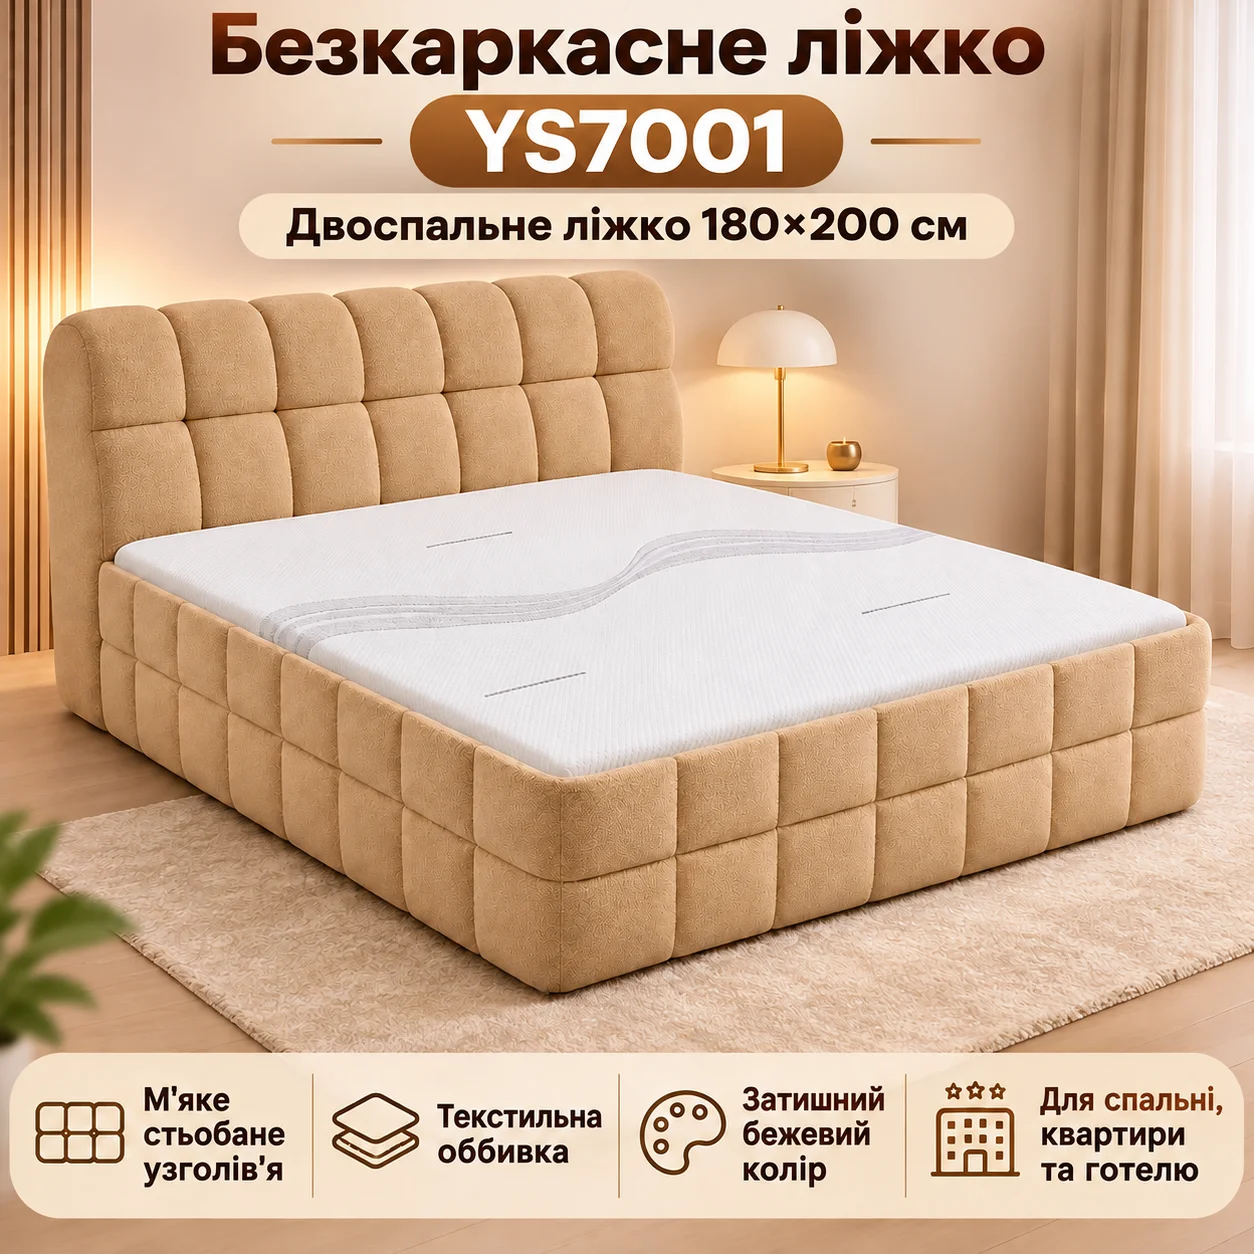 Безкаркасне ліжко
YS7001
Двоспальне ліжко 180×200 см
М'яке
стьобане
узголів'я
Текстильна
оббивка
Затишний
бежевий
колір
Для спальні,
квартири
та готелю